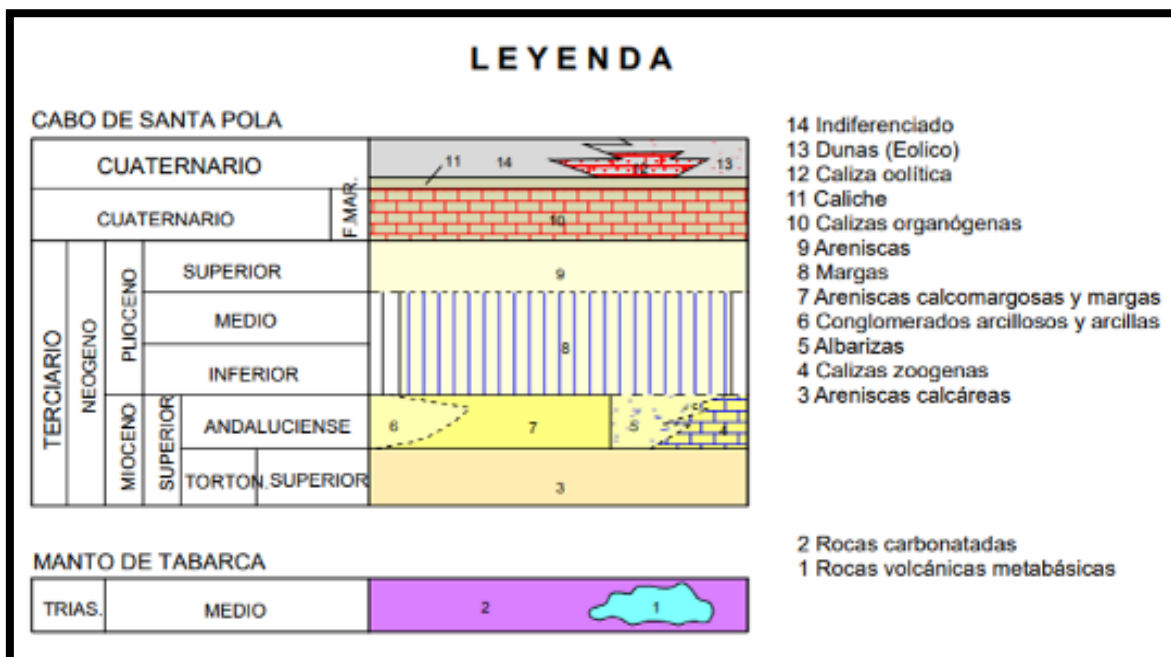 LEYENDA
CABO DE SANTA POLA
CUATERNARIO
11 14 12 13
CUATERNARIO
F.MAR.
10
TERCIARIO
NEOGENO
PLIOCENO
SUPERIOR
9
MEDIO
INFERIOR
8
MIOCENO
SUPERIOR
ANDALUCIENSE
6 7 5 4
TORTON. SUPERIOR
3
MANTO DE TABARCA
TRIAS. MEDIO
2 1
14 Indiferenciado
13 Dunas (Eolico)
12 Caliza oolítica
11 Caliche
10 Calizas organógenas
9 Areniscas
8 Margas
7 Areniscas calcomargosas y margas
6 Conglomerados arcillosos y arcillas
5 Albarizas
4 Calizas zoogenas
3 Areniscas calcáreas
2 Rocas carbonatadas
1 Rocas volcánicas metabásicas